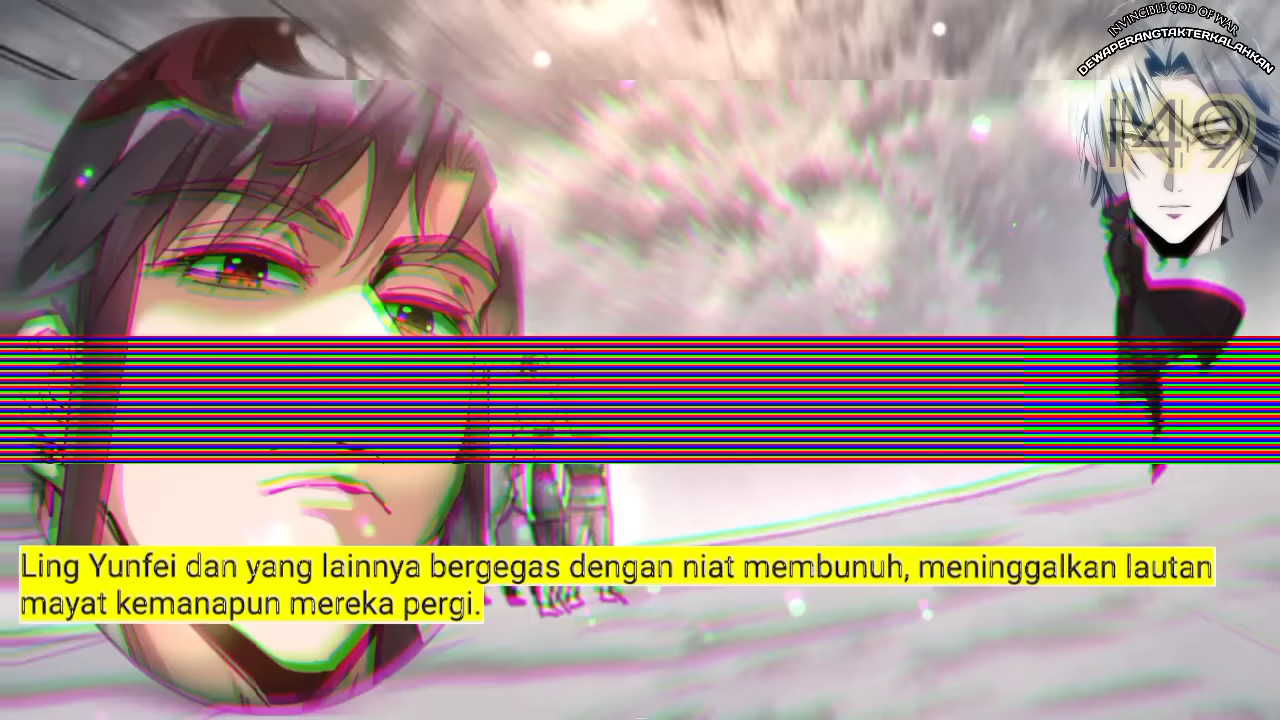 INVINCIBLE GOD OF WAR
DEWAPERANGTAKTERKALAHKAN
149
Ling Yunfei dan yang lainnya bergegas dengan niat membunuh, meninggalkan lautan
mayat kemanapun mereka pergi.